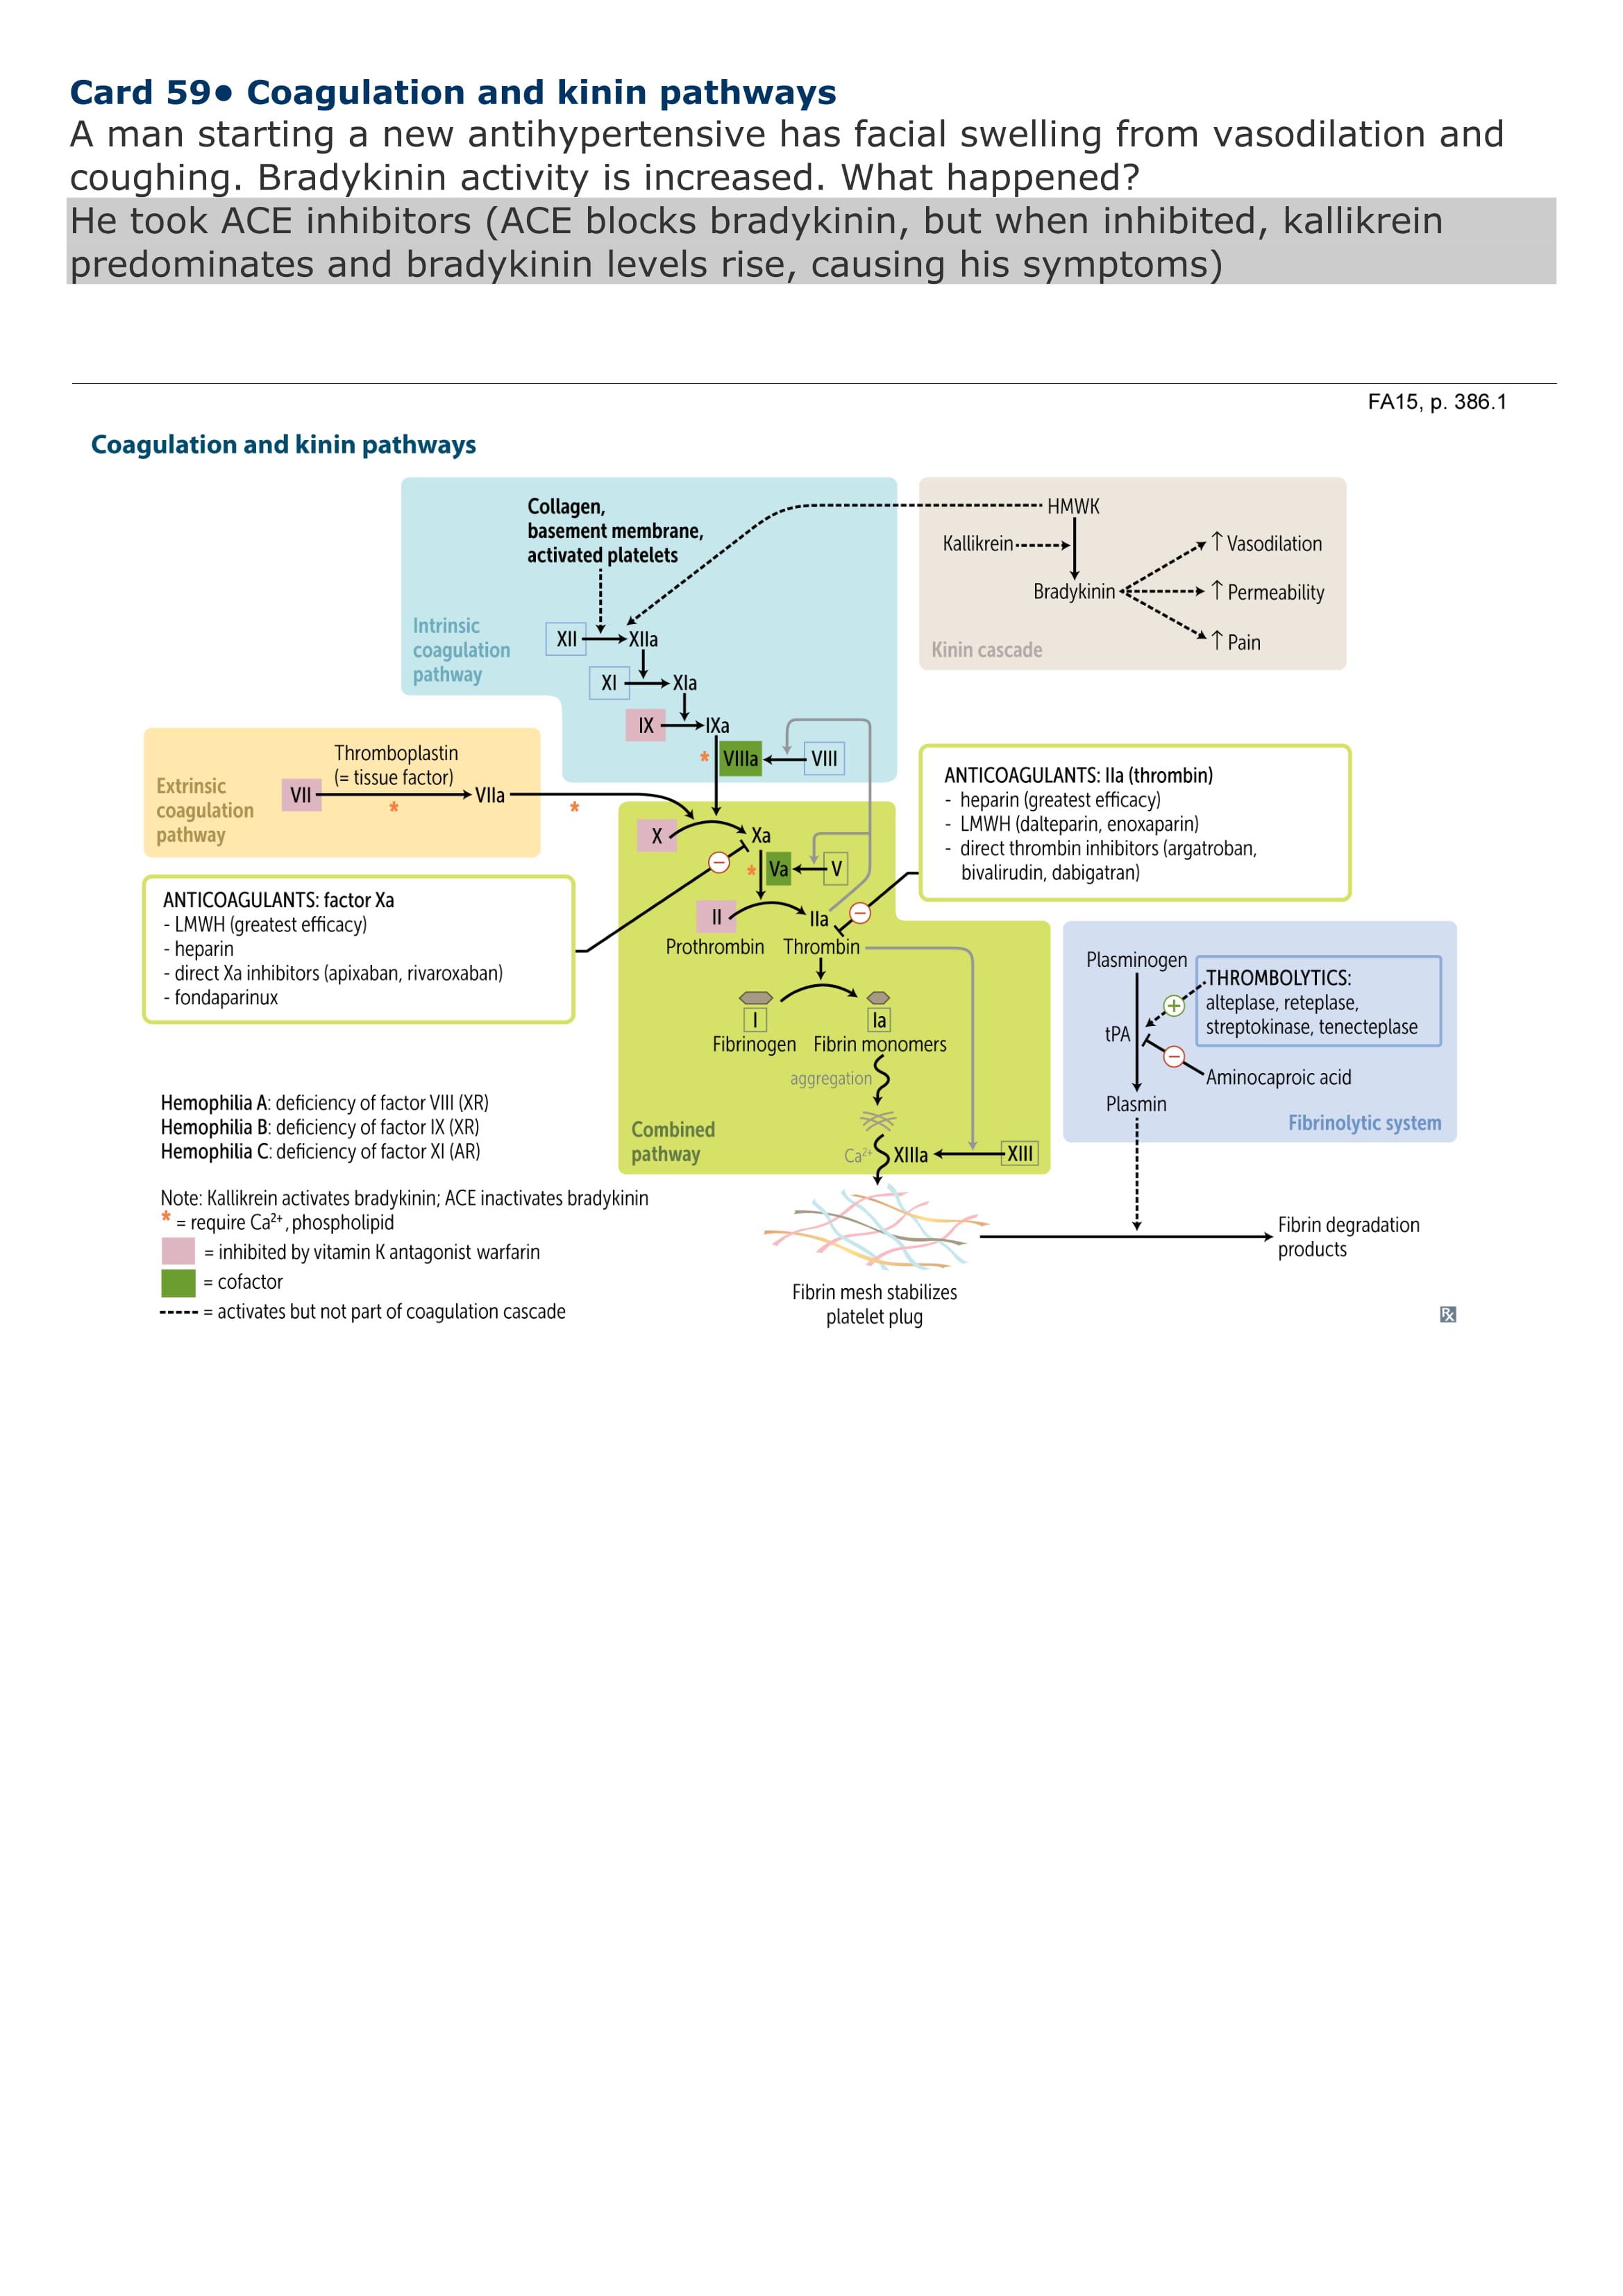 Card 59● Coagulation and kinin pathways
A man starting a new antihypertensive has facial swelling from vasodilation and
coughing. Bradykinin activity is increased. What happened?
He took ACE inhibitors (ACE blocks bradykinin, but when inhibited, kallikrein
predominates and bradykinin levels rise, causing his symptoms)
FA15, p. 386.1
Coagulation and kinin pathways
Collagen,
basement membrane,
activated platelets
HMWK
Kallikrein
↑ Vasodilation
Bradykinin
↑ Permeability
↑ Pain
Kinin cascade
Intrinsic
coagulation
pathway
XII
XIIa
XI
XIa
IX
IXa
* VIIIa
VIII
Extrinsic
coagulation
pathway
Thromboplastin
(= tissue factor)
VII
VIIa
*
*
X
Xa
* Va
V
II
IIa
Prothrombin
Thrombin
−
−
ANTICOAGULANTS: IIa (thrombin)
- heparin (greatest efficacy)
- LMWH (dalteparin, enoxaparin)
- direct thrombin inhibitors (argatroban,
bivalirudin, dabigatran)
ANTICOAGULANTS: factor Xa
- LMWH (greatest efficacy)
- heparin
- direct Xa inhibitors (apixaban, rivaroxaban)
- fondaparinux
I
Ia
Fibrinogen
Fibrin monomers
aggregation
Ca²⁺
XIIIa
XIII
Combined
pathway
Plasminogen
THROMBOLYTICS:
alteplase, reteplase,
streptokinase, tenecteplase
+
tPA
−
Aminocaproic acid
Plasmin
Fibrinolytic system
Hemophilia A: deficiency of factor VIII (XR)
Hemophilia B: deficiency of factor IX (XR)
Hemophilia C: deficiency of factor XI (AR)
Note: Kallikrein activates bradykinin; ACE inactivates bradykinin
* = require Ca²⁺, phospholipid
= inhibited by vitamin K antagonist warfarin
= cofactor
= activates but not part of coagulation cascade
Fibrin mesh stabilizes
platelet plug
Fibrin degradation
products
Rx